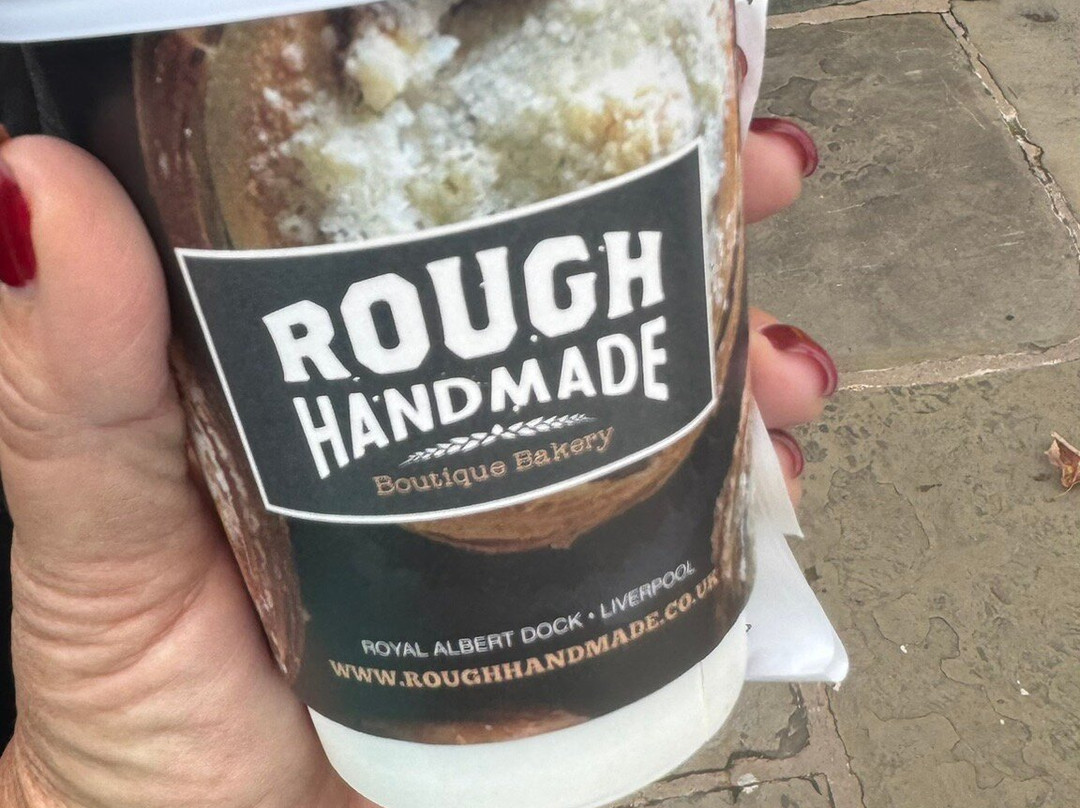 ROUGH
HANDMADE
Boutique Bakery
ROYAL ALBERT DOCK • LIVERPOOL
WWW.ROUGHHANDMADE.CO.UK